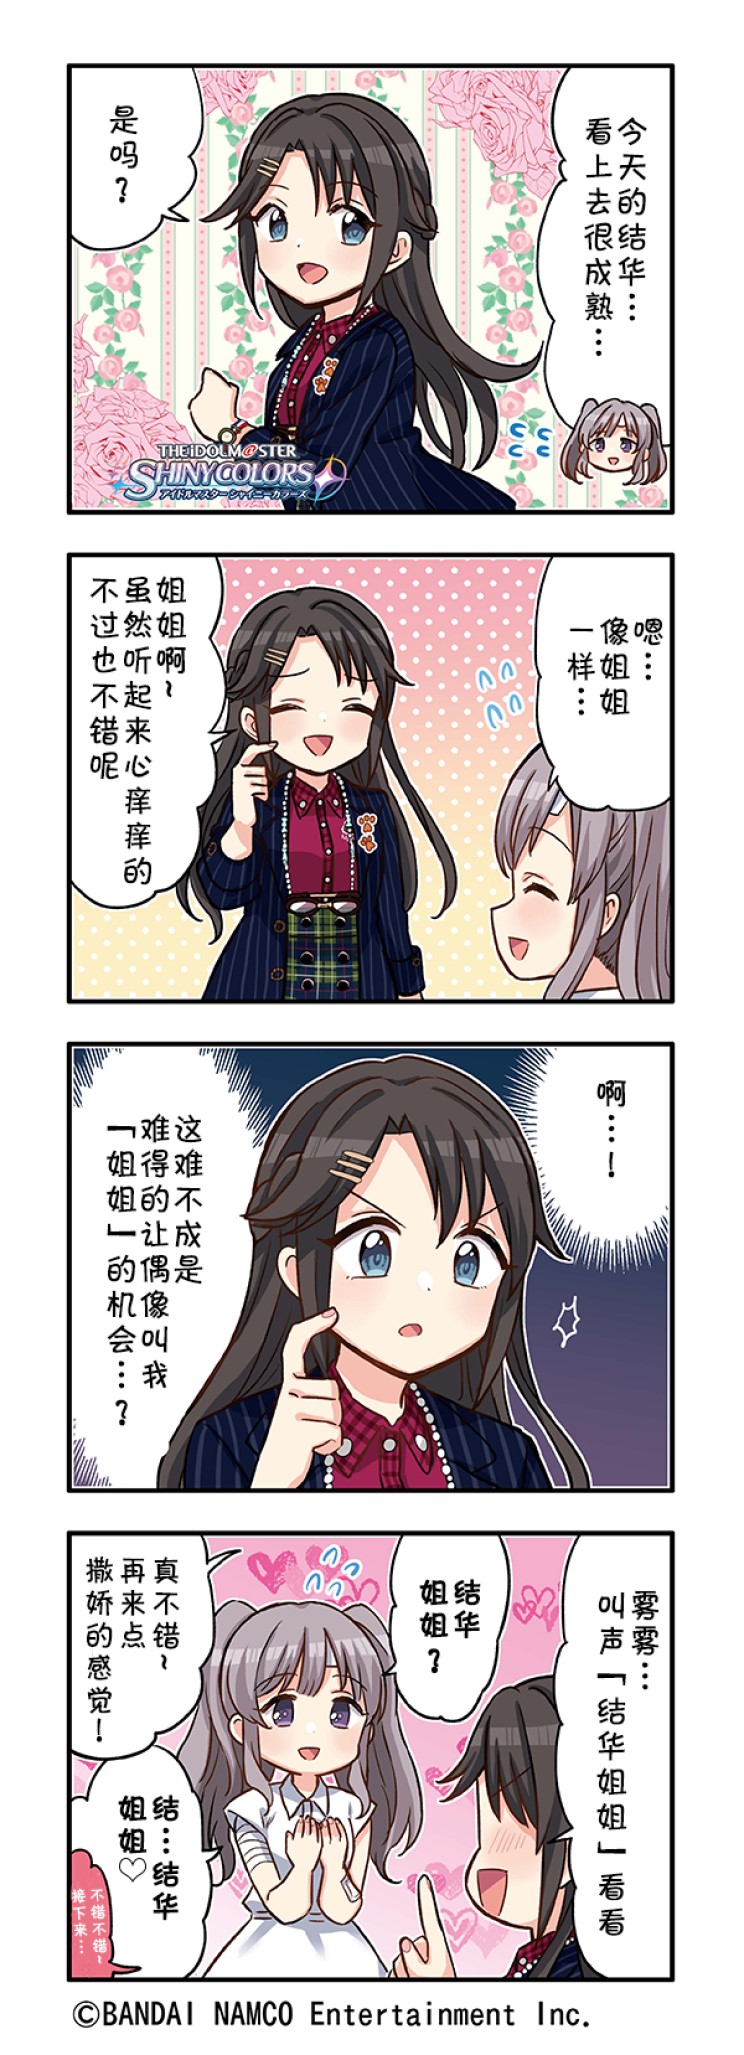 今天的结华…
看上去很成熟…
是吗？
THE iDOLM@STER
SHINYCOLORS
アイドルマスター シャイニーカラーズ
嗯…
像姐姐
一样…
姐姐啊~
虽然听起来心痒痒的
不过也不错呢
啊…！
这难不成是
难得的让偶像叫我
「姐姐」的机会…？
雾雾…
叫声「结华姐姐」看看
结华
姐姐？
真不错~
再来点
撒娇的感觉！
结…结华
姐姐♡
不错不错~
接下来…
©BANDAI NAMCO Entertainment Inc.